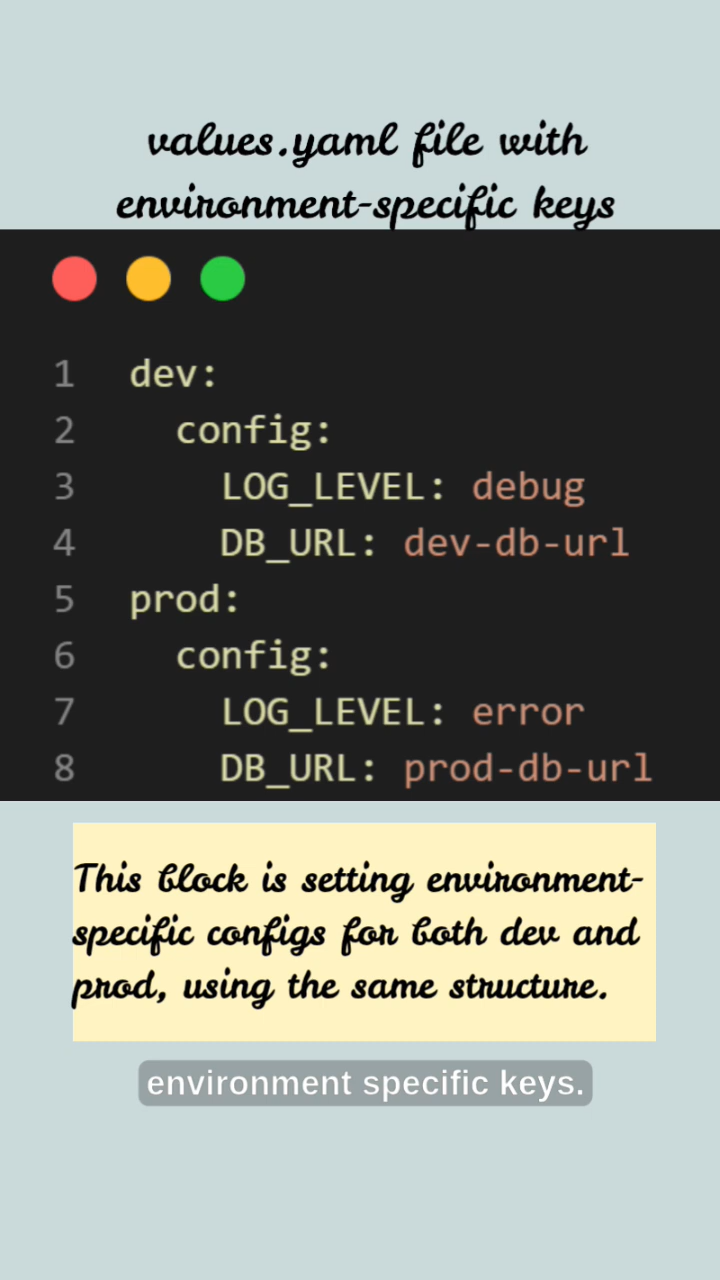 values.yaml file with
environment-specific keys
1 dev:
2   config:
3     LOG_LEVEL: debug
4     DB_URL: dev-db-url
5 prod:
6   config:
7     LOG_LEVEL: error
8     DB_URL: prod-db-url
This block is setting environment-
specific configs for both dev and
prod, using the same structure.
environment specific keys.